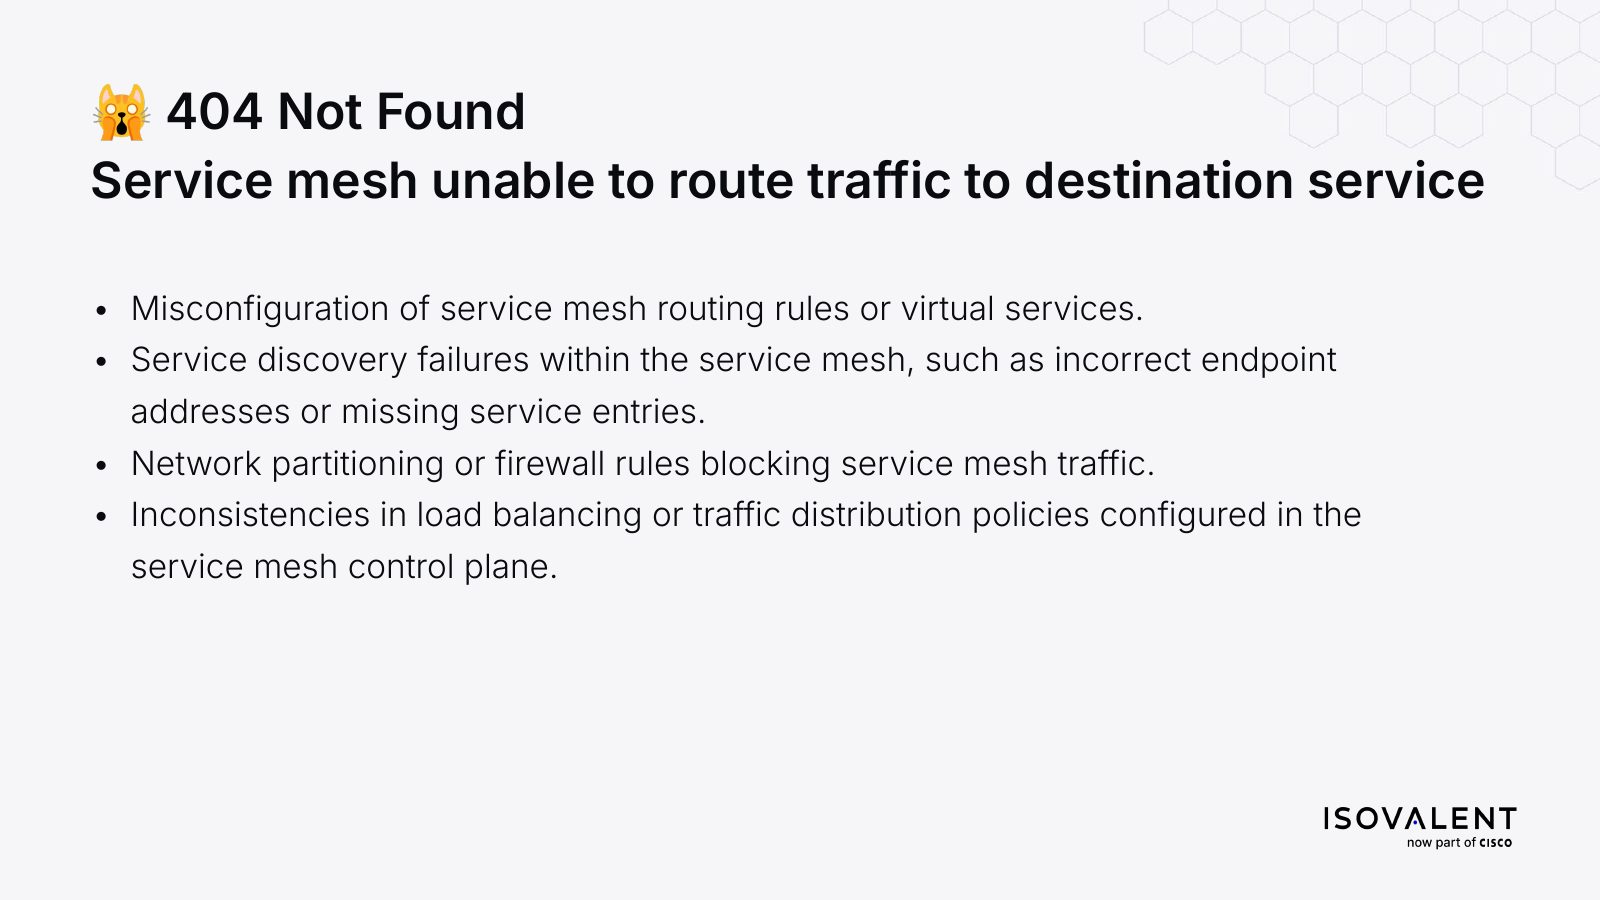 🙀 404 Not Found
Service mesh unable to route traffic to destination service
• Misconfiguration of service mesh routing rules or virtual services.
• Service discovery failures within the service mesh, such as incorrect endpoint
addresses or missing service entries.
• Network partitioning or firewall rules blocking service mesh traffic.
• Inconsistencies in load balancing or traffic distribution policies configured in the
service mesh control plane.
ISOVALENT
now part of CISCO